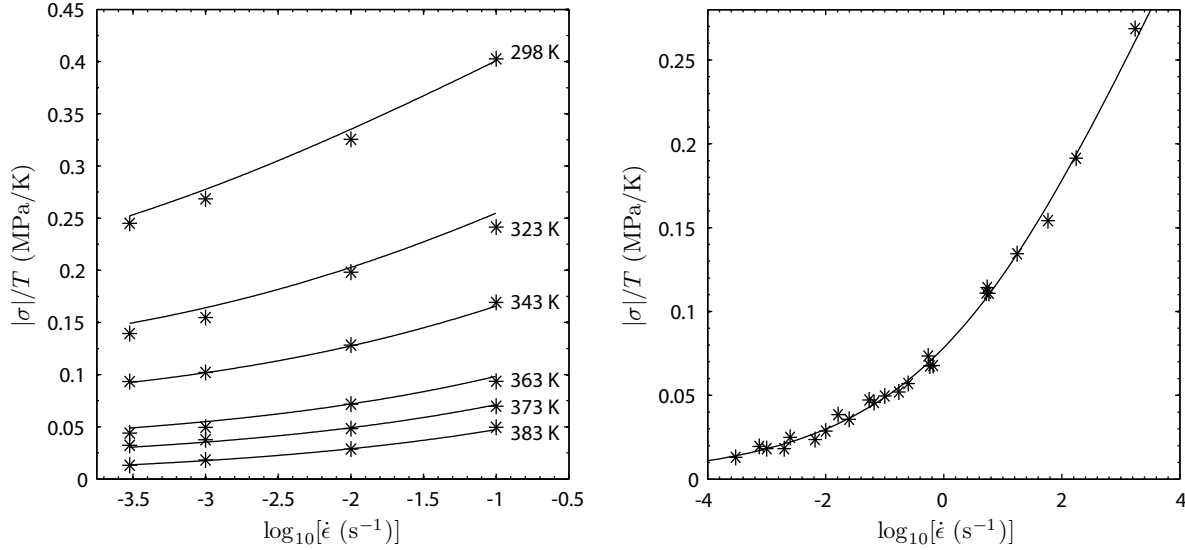 0.45
0.4
0.35
0.3
0.25
0.2
0.15
0.1
0.05
0
|σ|/T (MPa/K)
298 K
323 K
343 K
363 K
373 K
383 K
-3.5 -3 -2.5 -2 -1.5 -1 -0.5
log₁₀[ε̇ (s⁻¹)]
0.25
0.2
0.15
0.1
0.05
0
|σ|/T (MPa/K)
-4 -2 0 2 4
log₁₀[ε̇ (s⁻¹)]